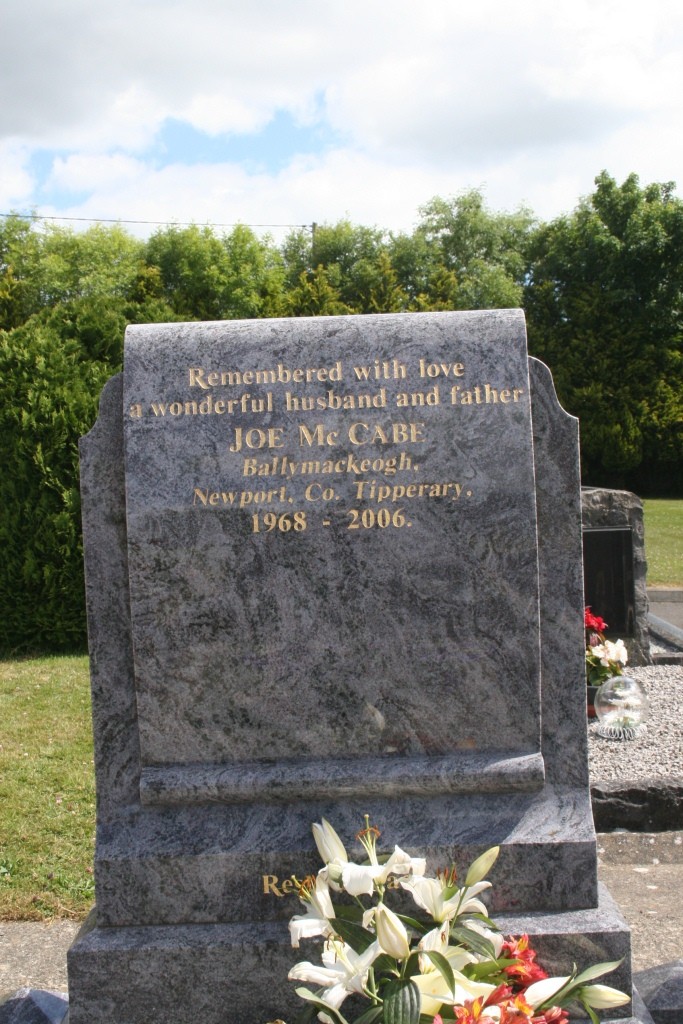 Remembered with love
a wonderful husband and father
JOE Mc CABE
Ballymackeogh,
Newport, Co. Tipperary,
1968 - 2006.